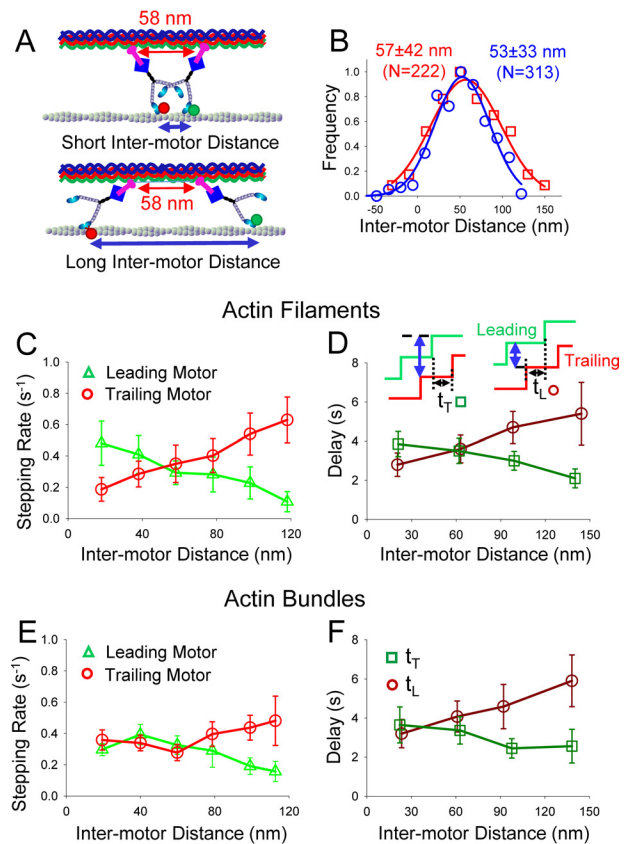 A
58 nm
Short Inter-motor Distance
58 nm
Long Inter-motor Distance
B
57±42 nm
(N=222)
53±33 nm
(N=313)
Frequency
1.0
0.8
0.6
0.4
0.2
0.0
-50 0 50 100 150
Inter-motor Distance (nm)
Actin Filaments
C
Leading Motor
Trailing Motor
Stepping Rate (s⁻¹)
1.0
0.8
0.6
0.4
0.2
0
0 30 60 90 120
Inter-motor Distance (nm)
D
Leading
Trailing
tT
tL
Delay (s)
8
6
4
2
0
0 30 60 90 120 150
Inter-motor Distance (nm)
Actin Bundles
E
Leading Motor
Trailing Motor
Stepping Rate (s⁻¹)
1.0
0.8
0.6
0.4
0.2
0
0 20 40 60 80 100 120
Inter-motor Distance (nm)
F
tT
tL
Delay (s)
8
6
4
2
0
0 30 60 90 120 150
Inter-motor Distance (nm)